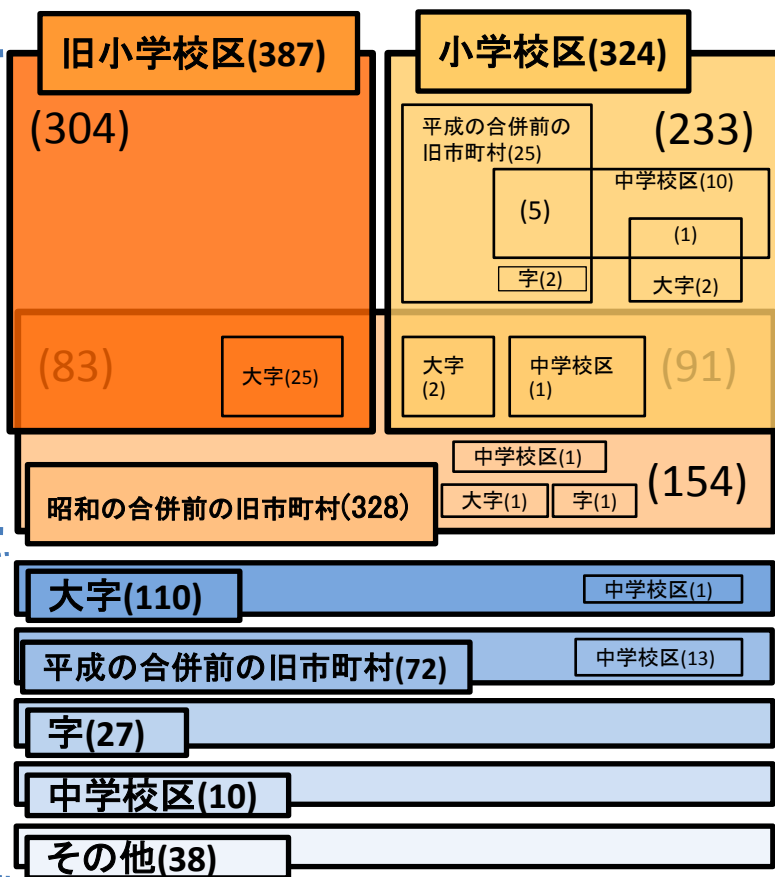 旧小学校区(387)
小学校区(324)
(304)
平成の合併前の
旧市町村(25)
(233)
中学校区(10)
(5)
(1)
字(2)
大字(2)
(83)
大字(25)
大字
(2)
中学校区
(1)
(91)
中学校区(1)
昭和の合併前の旧市町村(328)
大字(1)
字(1)
(154)
大字(110)
中学校区(1)
平成の合併前の旧市町村(72)
中学校区(13)
字(27)
中学校区(10)
その他(38)